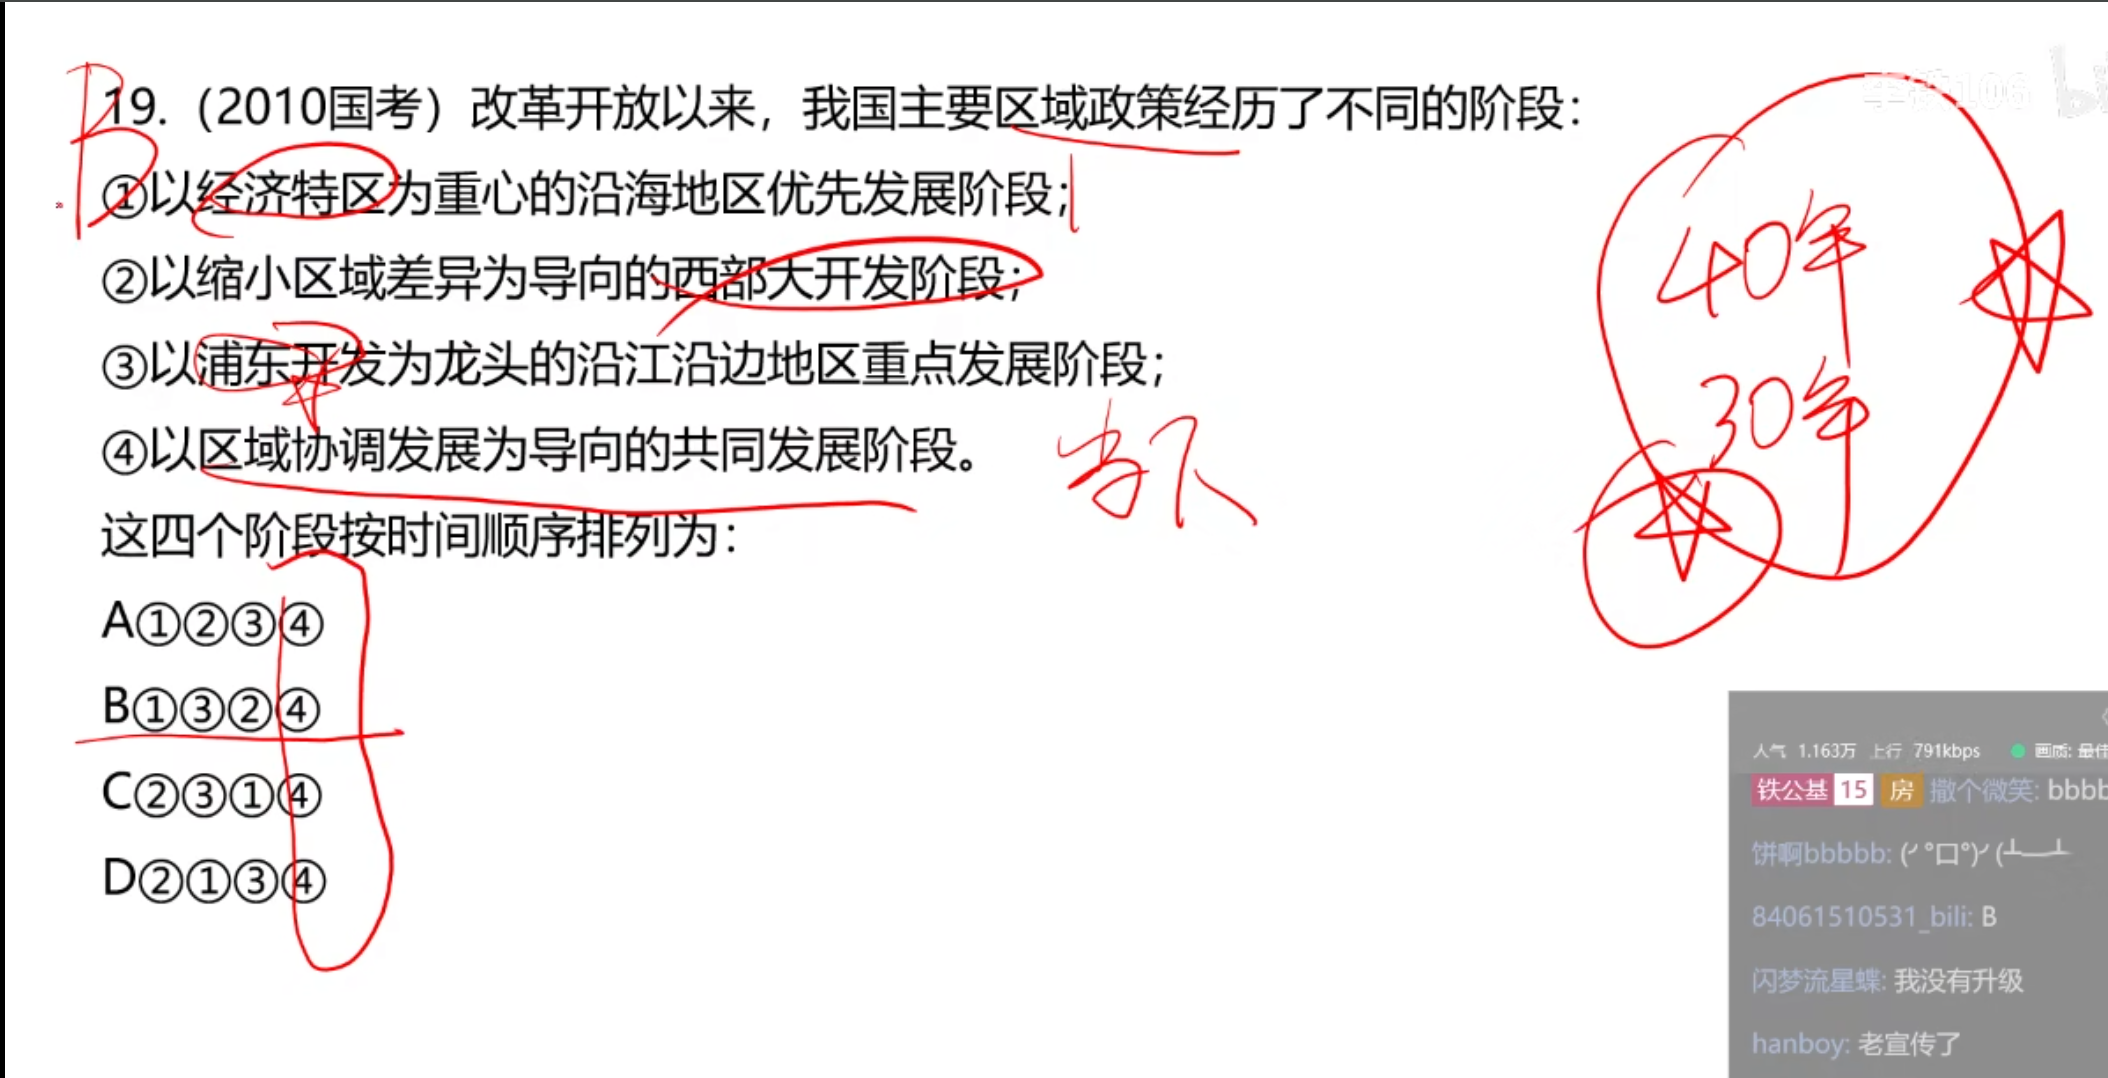 19.（2010国考）改革开放以来，我国主要区域政策经历了不同的阶段：
①以经济特区为重心的沿海地区优先发展阶段；
②以缩小区域差异为导向的西部大开发阶段；
③以浦东开发为龙头的沿江沿边地区重点发展阶段；
④以区域协调发展为导向的共同发展阶段。
这四个阶段按时间顺序排列为：
A①②③④
B①③②④
C②③①④
D②①③④
B
1
当下
40年
30年
人气 1.163万 上行 791kbps 画质: 最佳
铁公基 15 房 撒个微笑: bbbb
饼啊bbbbb: (╯°口°)╯(┴—┴
84061510531_bili: B
闪梦流星蝶: 我没有升级
hanboy: 老宣传了